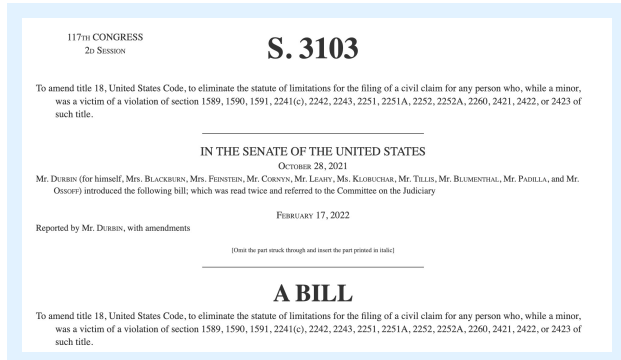 117TH CONGRESS
2D SESSION
S. 3103
To amend title 18, United States Code, to eliminate the statute of limitations for the filing of a civil claim for any person who, while a minor,
was a victim of a violation of section 1589, 1590, 1591, 2241(c), 2242, 2243, 2251, 2251A, 2252, 2252A, 2260, 2421, 2422, or 2423 of
such title.
IN THE SENATE OF THE UNITED STATES
OCTOBER 28, 2021
Mr. DURBIN (for himself, Mrs. BLACKBURN, Mrs. FEINSTEIN, Mr. CORNYN, Mr. LEAHY, Ms. KLOBUCHAR, Mr. TILLIS, Mr. BLUMENTHAL, Mr. PADILLA, and Mr.
OSSOFF) introduced the following bill; which was read twice and referred to the Committee on the Judiciary
FEBRUARY 17, 2022
Reported by Mr. DURBIN, with amendments
[Omit the part struck through and insert the part printed in italic]
A BILL
To amend title 18, United States Code, to eliminate the statute of limitations for the filing of a civil claim for any person who, while a minor,
was a victim of a violation of section 1589, 1590, 1591, 2241(c), 2242, 2243, 2251, 2251A, 2252, 2252A, 2260, 2421, 2422, or 2423 of
such title.